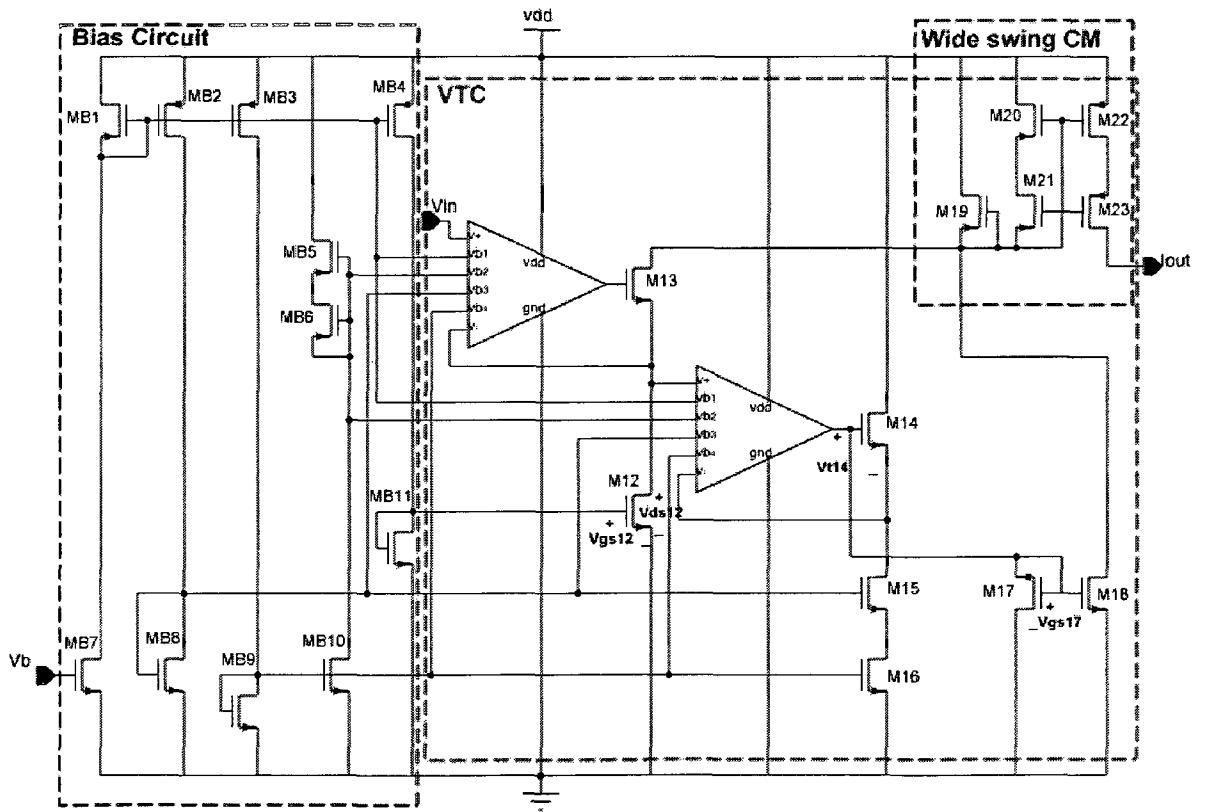 vdd
Bias Circuit
Wide swing CM
MB1
MB2
MB3
MB4
VTC
M20
M22
Vin
M21
M19
M23
Iout
V+
vb1
vb2
vb3
vb4
V-
vdd
gnd
M13
MB5
MB6
V+
vb1
vb2
vb3
vb4
V-
vdd
gnd
M14
+
Vt14
_
M12
+
Vds12
_
+
Vgs12
_
MB11
M15
M17
M18
+
_Vgs17
MB7
MB8
MB9
MB10
Vb
M16